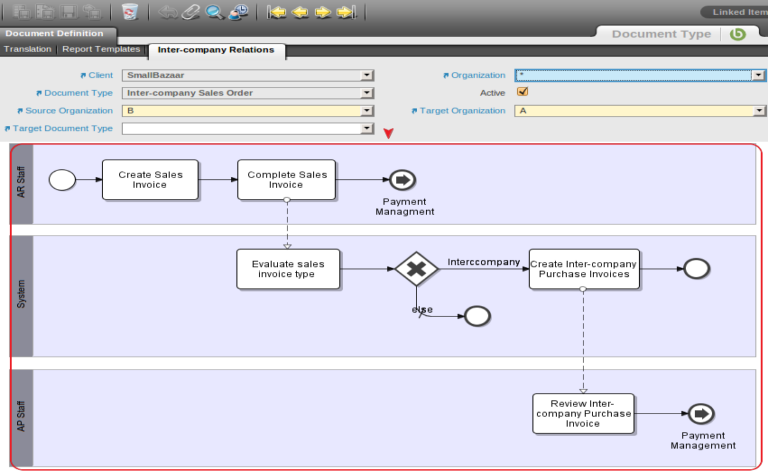 Linked Item
Document Definition
Document Type
Translation Report Templates Inter-company Relations
Client SmallBazaar Organization *
Document Type Inter-company Sales Order Active
Source Organization B Target Organization A
Target Document Type
AR Staff
Create Sales
Invoice
Complete Sales
Invoice
Payment
Managment
System
Evaluate sales
invoice type
Interccompany
else
Create Inter-company
Purchase Invoices
AP Staff
Review Inter-
company Purchase
Invoice
Payment
Management